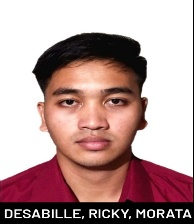 DESABILLE, RICKY, MORATA